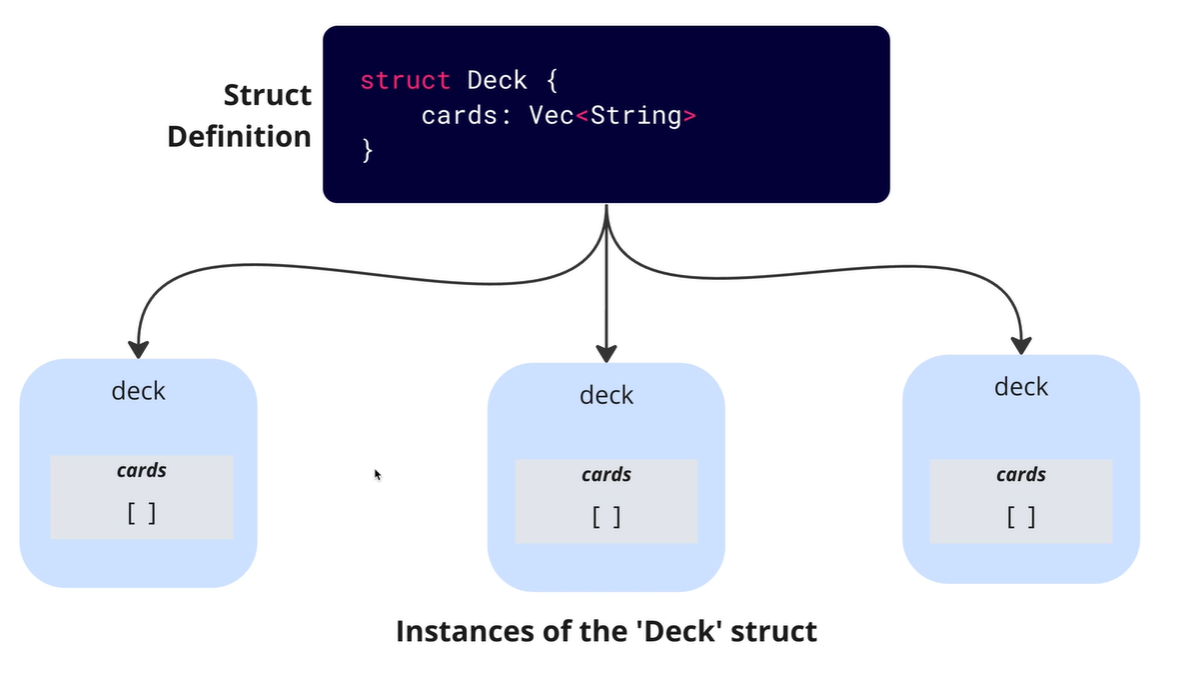 Struct
Definition
struct Deck {
    cards: Vec<String>
}
deck
cards
[ ]
deck
cards
[ ]
deck
cards
[ ]
Instances of the 'Deck' struct